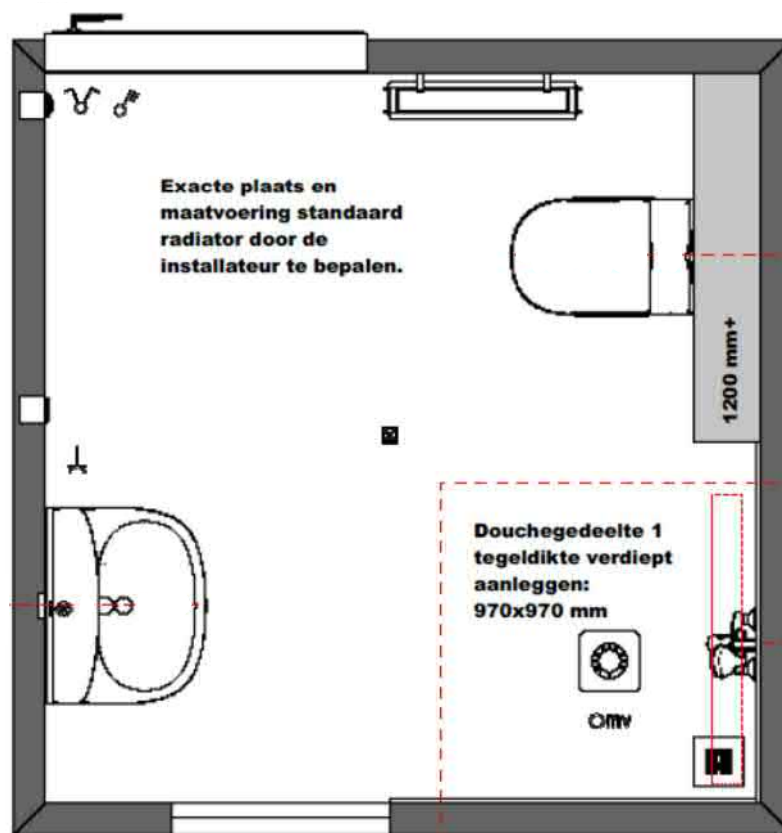 Exacte plaats en
maatvoering standaard
radiator door de
installateur te bepalen.
1200 mm+
Douchegedeelte 1
tegeldikte verdiept
aanleggen:
970x970 mm
mv